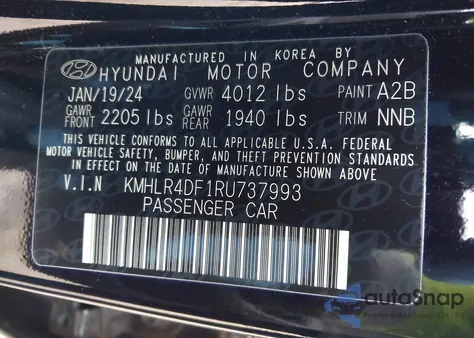 MANUFACTURED IN KOREA BY
HYUNDAI MOTOR COMPANY
JAN/19/24 GVWR 4012 lbs PAINT A2B
GAWR FRONT 2205 lbs GAWR REAR 1940 lbs TRIM NNB
THIS VEHICLE CONFORMS TO ALL APPLICABLE U.S.A. FEDERAL
MOTOR VEHICLE SAFETY, BUMPER, AND THEFT PREVENTION STANDARDS
IN EFFECT ON THE DATE OF MANUFACTURE SHOWN ABOVE.
V.I.N KMHLR4DF1RU737993
PASSENGER CAR
autoSnap